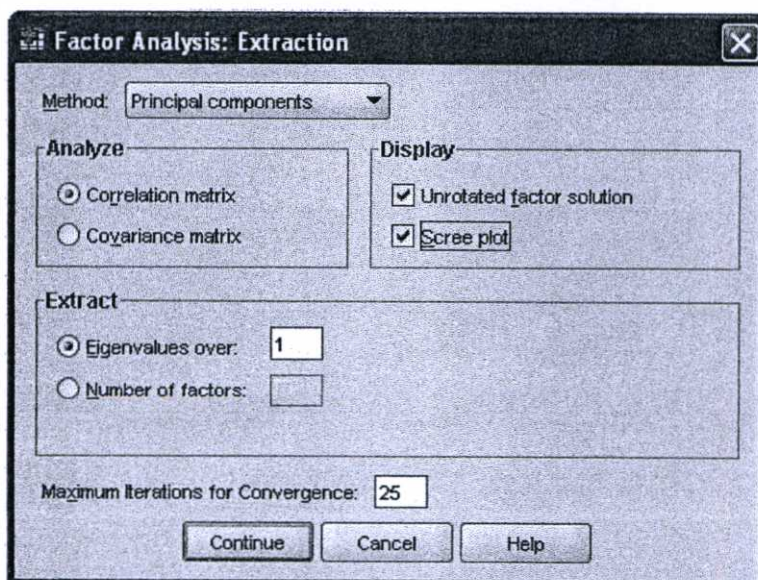 Factor Analysis: Extraction
Method: Principal components
Analyze
Correlation matrix
Covariance matrix
Display
Unrotated factor solution
Scree plot
Extract
Eigenvalues over: 1
Number of factors:
Maximum Iterations for Convergence: 25
Continue Cancel Help